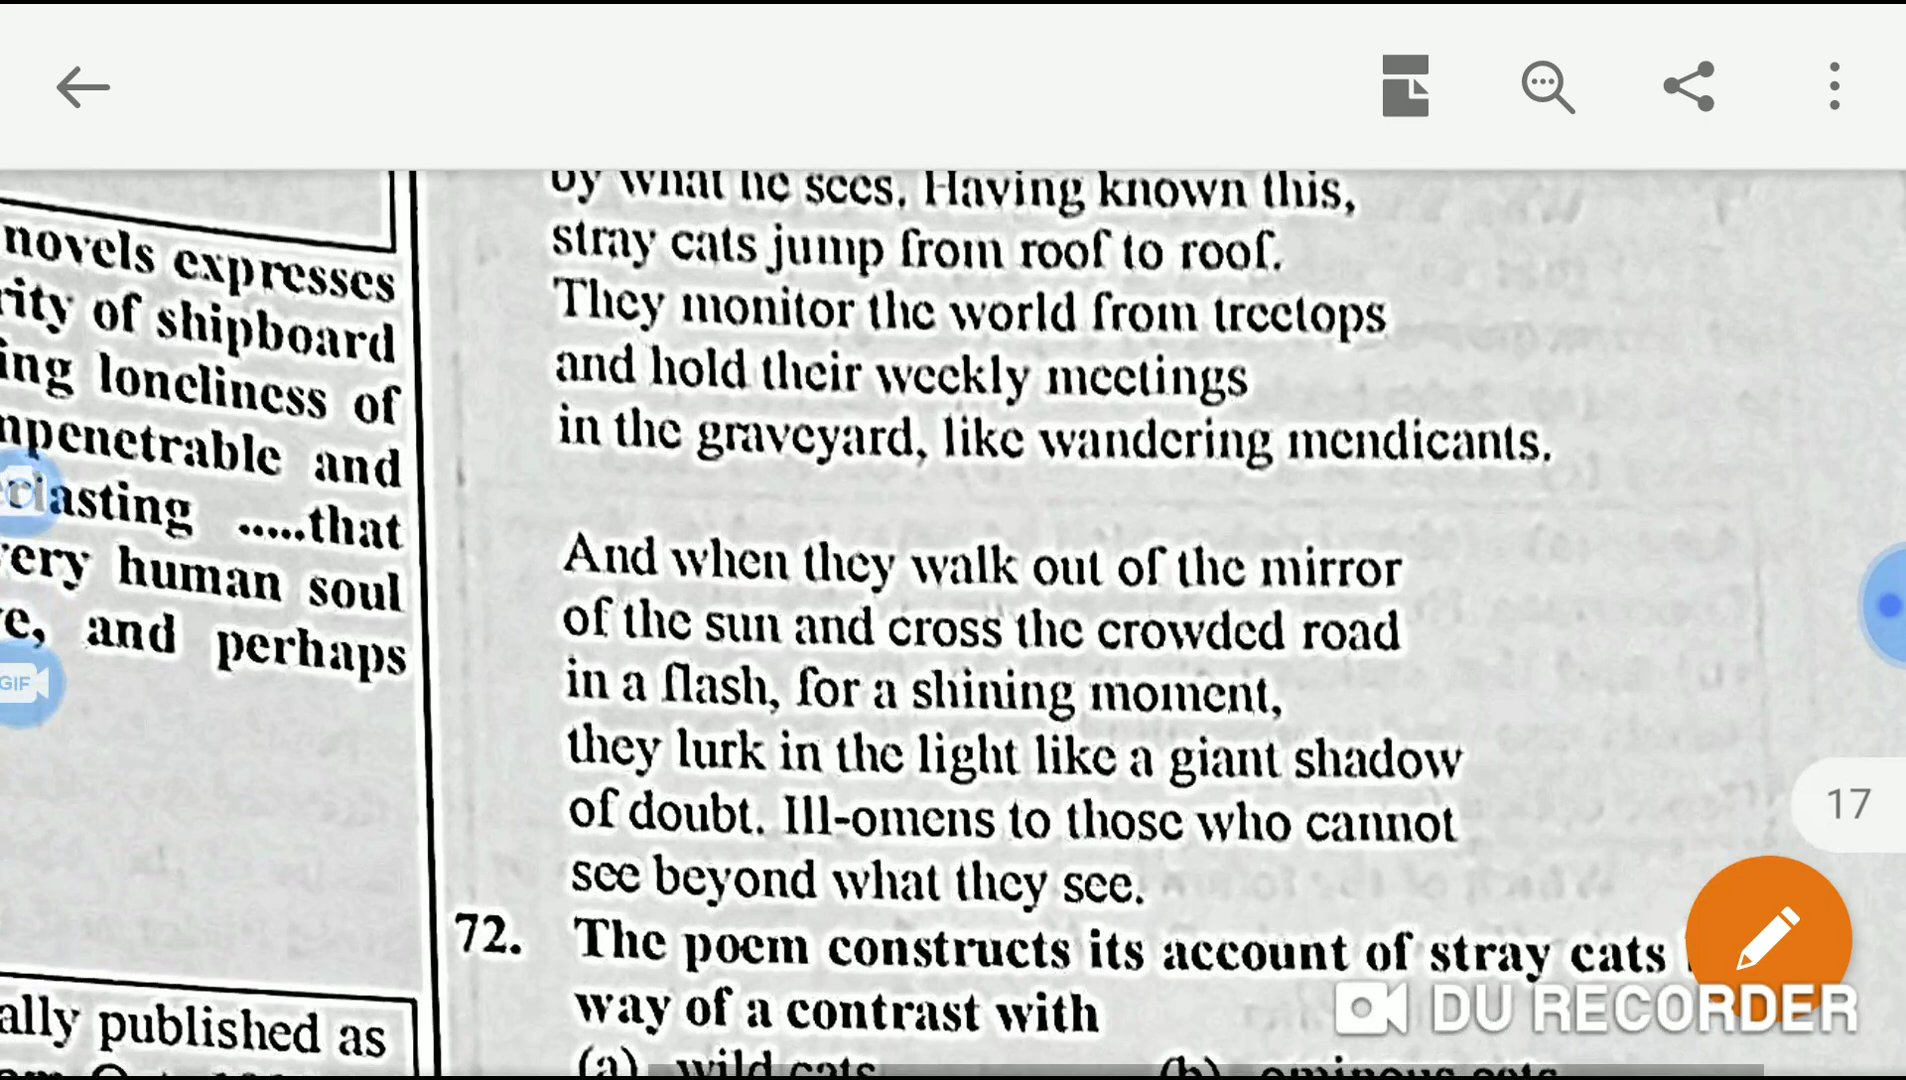 novels expresses
rity of shipboard
ing loneliness of
npenetrable and
erlasting .....that
very human soul
e, and perhaps
ally published as
by what he sees. Having known this,
stray cats jump from roof to roof.
They monitor the world from treetops
and hold their weekly meetings
in the graveyard, like wandering mendicants.
And when they walk out of the mirror
of the sun and cross the crowded road
in a flash, for a shining moment,
they lurk in the light like a giant shadow
of doubt. Ill-omens to those who cannot
see beyond what they see.
72. The poem constructs its account of stray cats
way of a contrast with
(a) wild cats (b) ominous cats
17
GIF
DU RECORDER